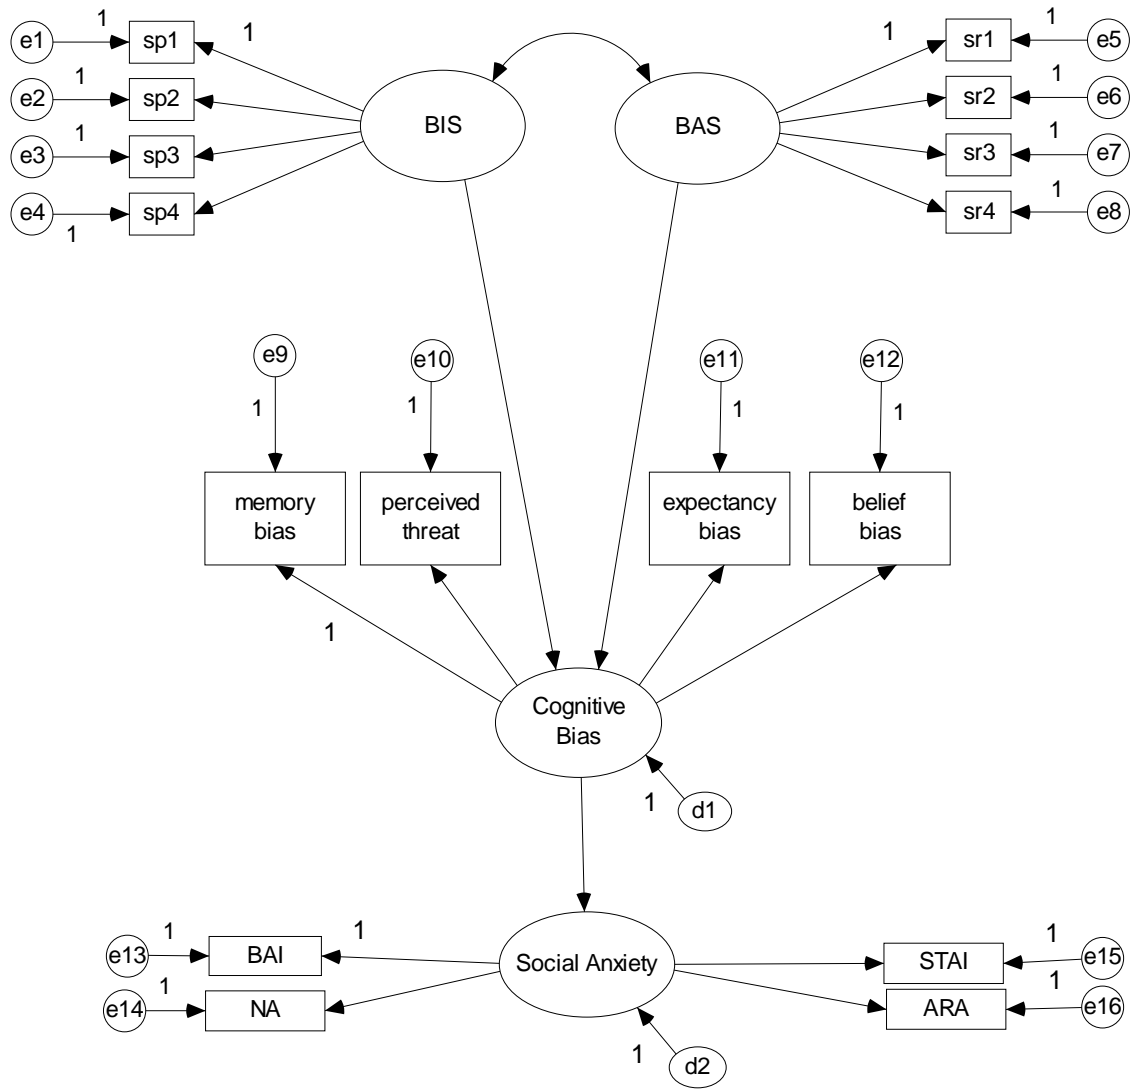 1
1
1
1
e1
sp1
sr1
e5
1
1
e2
sp2
BIS
BAS
sr2
e6
1
1
e3
sp3
sr3
e7
1
e4
sp4
sr4
e8
1
e9
e10
e11
e12
1
1
1
1
memory
bias
perceived
threat
expectancy
bias
belief
bias
1
Cognitive
Bias
1
d1
1
1
1
e13
BAI
Social Anxiety
STAI
e15
1
1
e14
NA
ARA
e16
1
d2